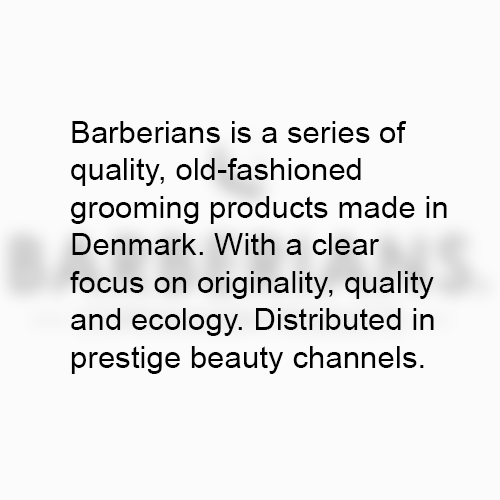 Barberians is a series of
quality, old-fashioned
grooming products made in
Denmark. With a clear
focus on originality, quality
and ecology. Distributed in
prestige beauty channels.